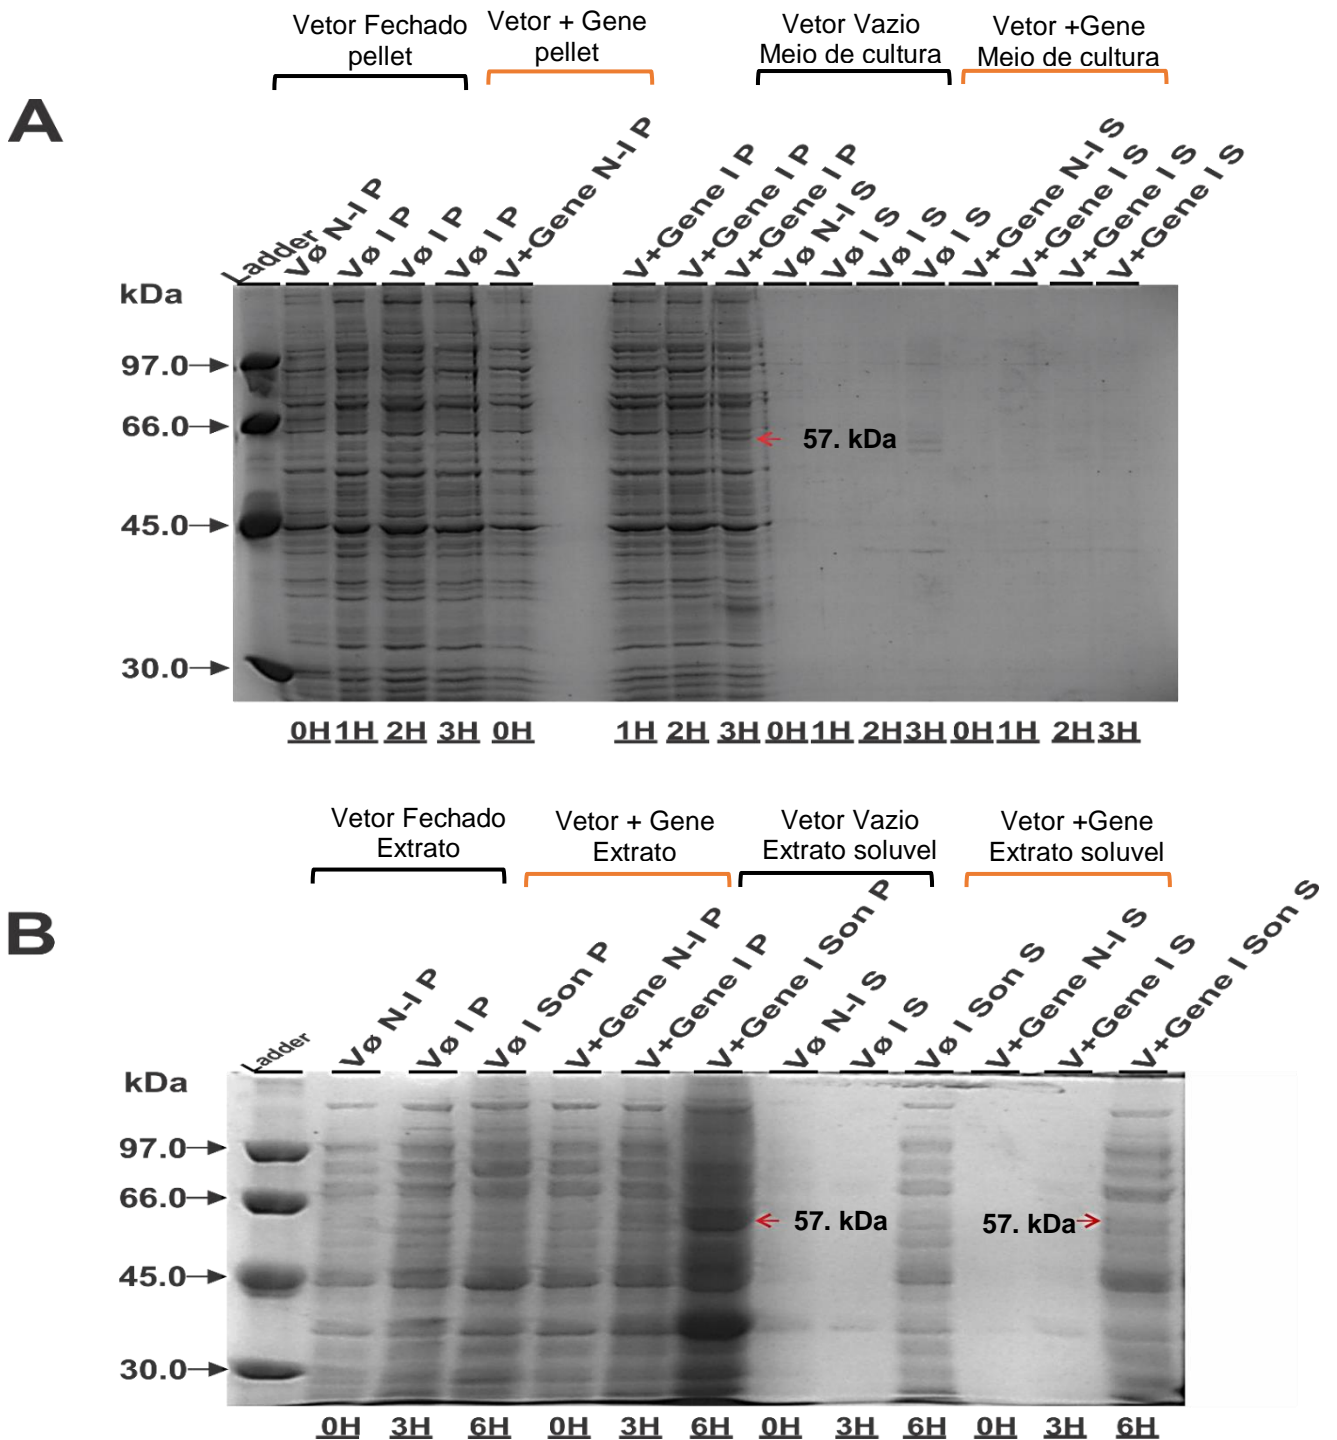 Vetor Fechado
pellet
Vetor + Gene
pellet
Vetor Vazio
Meio de cultura
Vetor +Gene
Meio de cultura
A
Ladder
Vø N-I P
Vø I P
Vø I P
Vø I P
V+Gene N-I P
V+Gene I P
V+Gene I P
V+Gene I P
Vø N-I S
Vø I S
Vø I S
Vø I S
V+Gene N-I S
V+Gene I S
V+Gene I S
V+Gene I S
kDa
97.0
66.0
57. kDa
45.0
30.0
0H 1H 2H 3H 0H 1H 2H 3H 0H 1H 2H 3H 0H 1H 2H 3H
Vetor Fechado
Extrato
Vetor + Gene
Extrato
Vetor Vazio
Extrato soluvel
Vetor +Gene
Extrato soluvel
B
Ladder
Vø N-I P
Vø I P
Vø I Son P
V+Gene N-I P
V+Gene I P
V+Gene I Son P
Vø N-I S
Vø I S
Vø I Son S
V+Gene N-I S
V+Gene I S
V+Gene I Son S
kDa
97.0
66.0
57. kDa 57. kDa
45.0
30.0
0H 3H 6H 0H 3H 6H 0H 3H 6H 0H 3H 6H